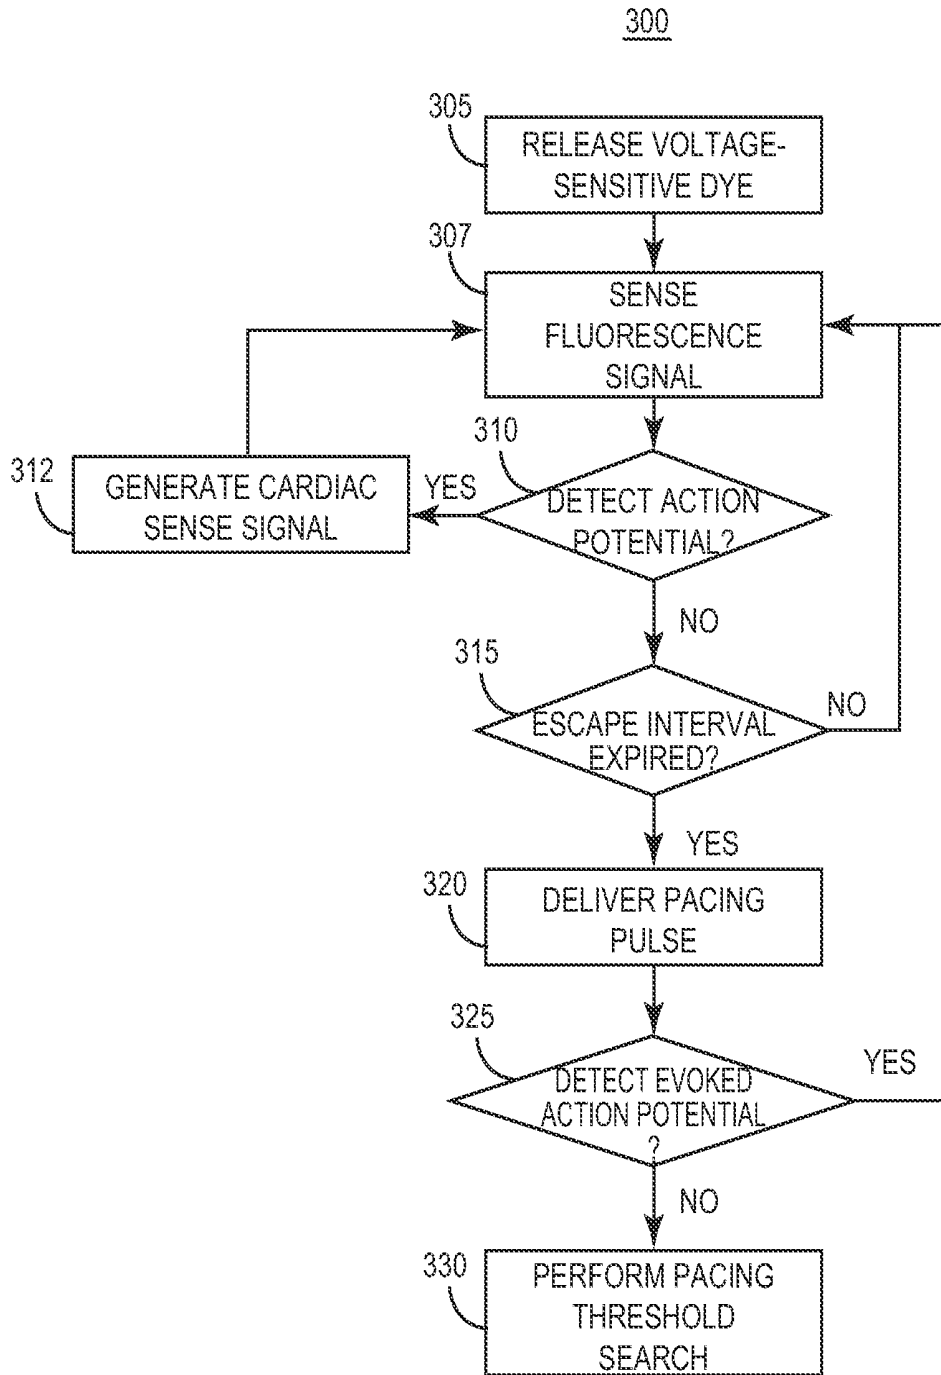 300
305
RELEASE VOLTAGE-
SENSITIVE DYE
307
SENSE
FLUORESCENCE
SIGNAL
310
DETECT ACTION
POTENTIAL?
YES
312
GENERATE CARDIAC
SENSE SIGNAL
NO
315
ESCAPE INTERVAL
EXPIRED?
NO
YES
320
DELIVER PACING
PULSE
325
DETECT EVOKED
ACTION POTENTIAL
?
YES
NO
330
PERFORM PACING
THRESHOLD
SEARCH